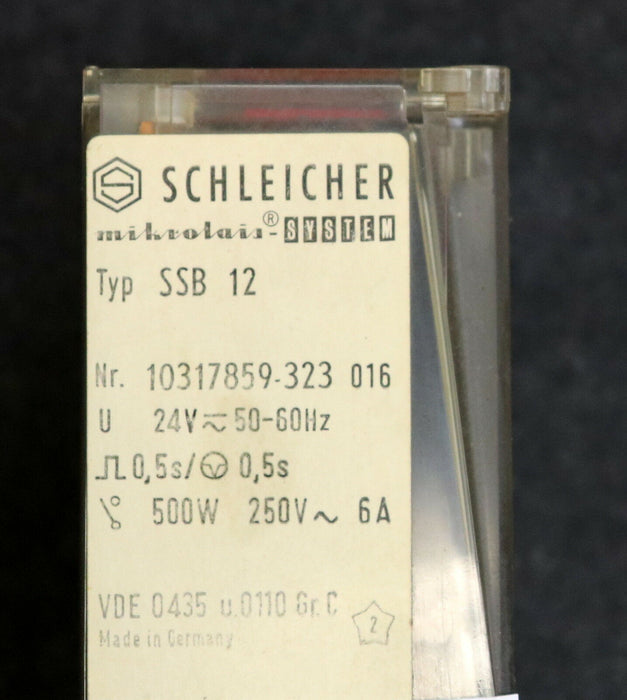 SCHLEICHER
mikrolais®-SYSTEM
Typ SSB 12
Nr. 10317859-323 016
U 24V ⎓ 50-60Hz
0,5s/ 0,5s
500W 250V~ 6A
VDE 0435 u.0110 Gr.C
Made in Germany
2